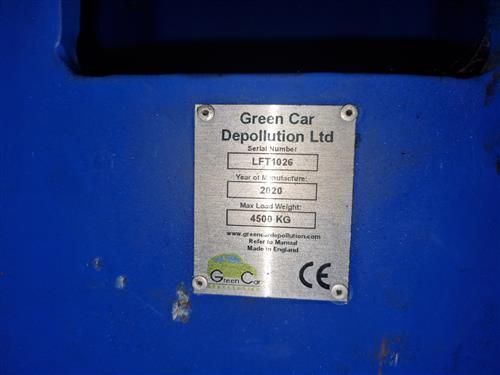 Green Car
Depollution Ltd
Serial Number
LFT1026
Year of Manufacture:
2020
Max Load Weight:
4500 KG
www.greencardepollution.com
Refer to Manual
Made in England
Green Car
DEPOLLUTION
CE